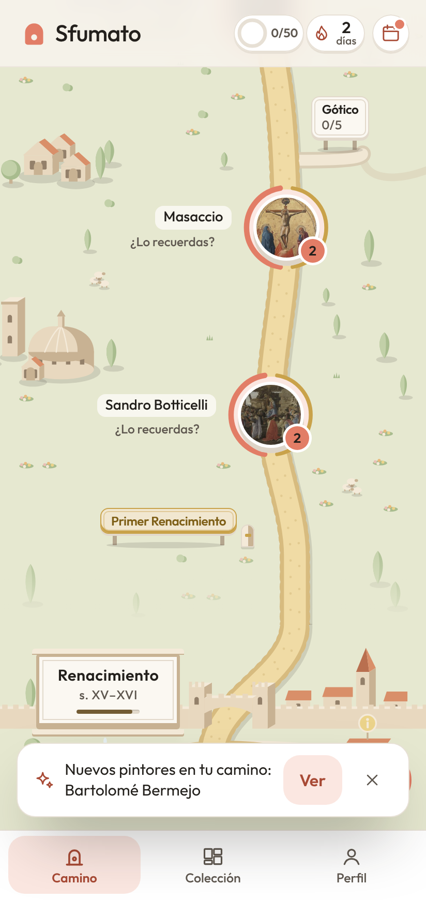 Sfumato
0/50
2
días
Gótico
0/5
Masaccio
¿Lo recuerdas?
2
Sandro Botticelli
¿Lo recuerdas?
2
Primer Renacimiento
Renacimiento
s. XV–XVI
i
Nuevos pintores en tu camino:
Bartolomé Bermejo
Ver
Camino
Colección
Perfil